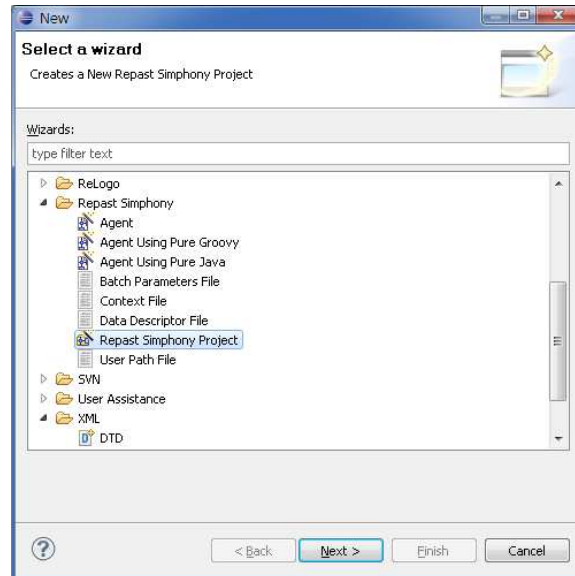 New
Select a wizard
Creates a New Repast Simphony Project
Wizards:
type filter text
ReLogo
Repast Simphony
Agent
Agent Using Pure Groovy
Agent Using Pure Java
Batch Parameters File
Context File
Data Descriptor File
Repast Simphony Project
User Path File
SVN
User Assistance
XML
DTD
? < Back Next > Finish Cancel